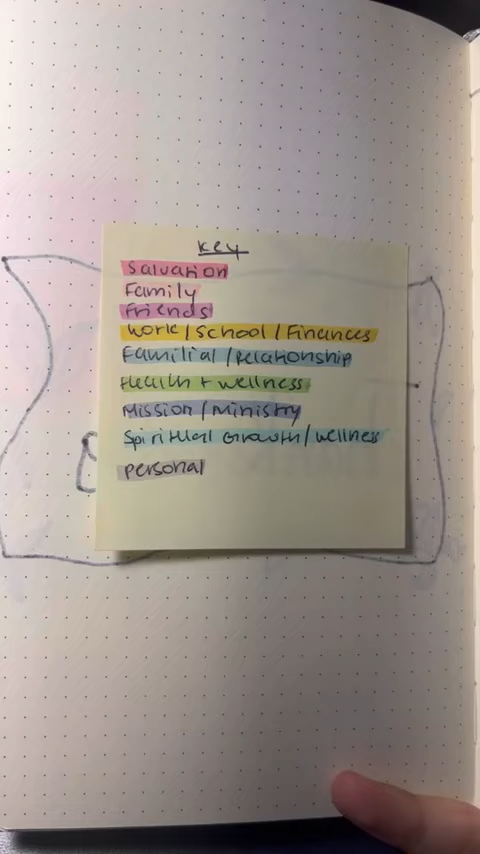 Key
Salvation
Family
Friends
Work / School / Finances
Familial / Relationship
Health + wellness
Mission / Ministry
Spiritual Growth / wellness
personal